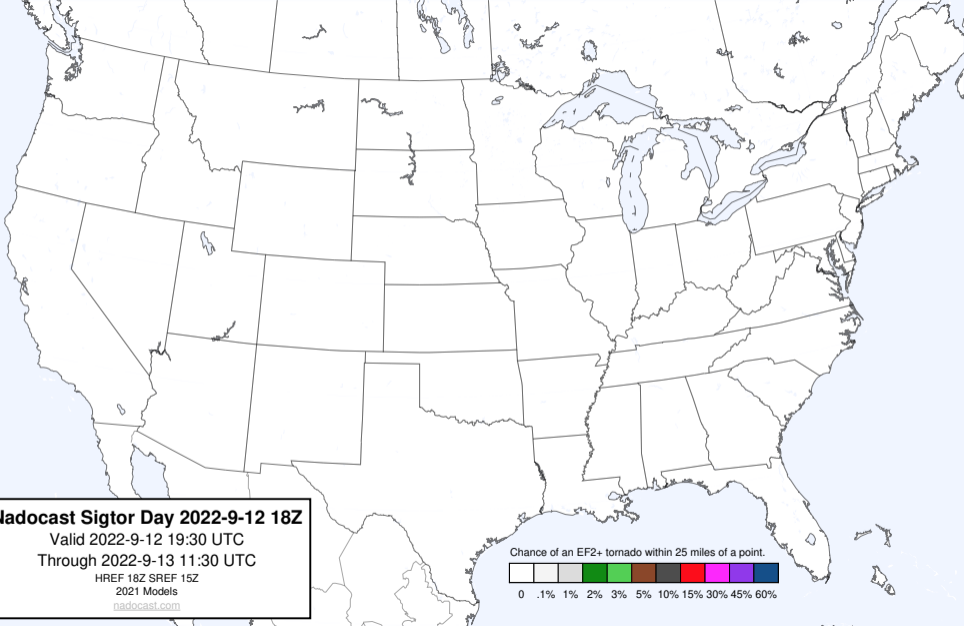 Nadocast Sigtor Day 2022-9-12 18Z
Valid 2022-9-12 19:30 UTC
Through 2022-9-13 11:30 UTC
HREF 18Z SREF 15Z
2021 Models
nadocast.com
Chance of an EF2+ tornado within 25 miles of a point.
0 .1% 1% 2% 3% 5% 10% 15% 30% 45% 60%